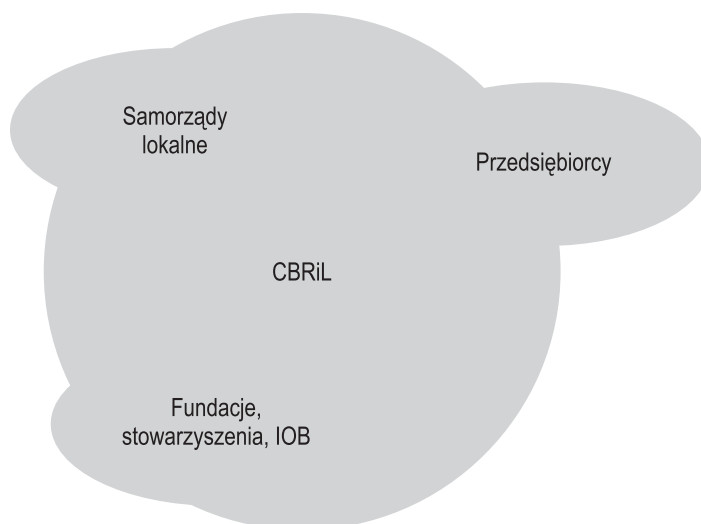 Samorządy
lokalne
Przedsiębiorcy
CBRiL
Fundacje,
stowarzyszenia, IOB